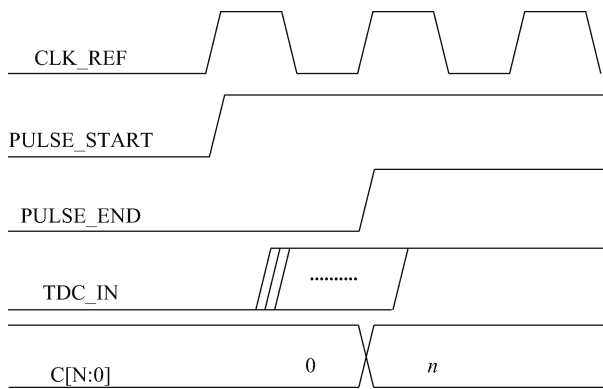 CLK_REF
PULSE_START
PULSE_END
TDC_IN ..........
C[N:0] 0 n